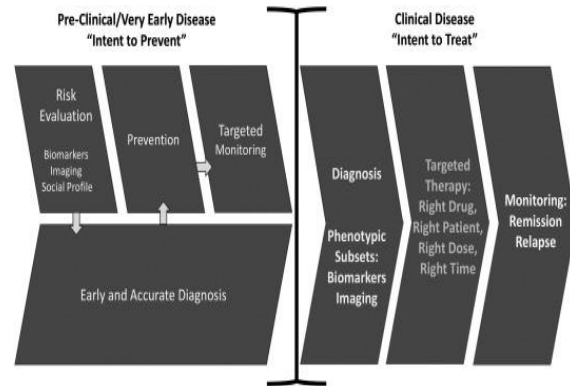 Pre-Clinical/Very Early Disease
“Intent to Prevent”
Risk
Evaluation
Biomarkers
Imaging
Social Profile
Prevention
Targeted
Monitoring
Early and Accurate Diagnosis
Clinical Disease
“Intent to Treat”
Diagnosis
Phenotypic
Subsets:
Biomarkers
Imaging
Targeted
Therapy:
Right Drug,
Right Patient,
Right Dose,
Right Time
Monitoring:
Remission
Relapse